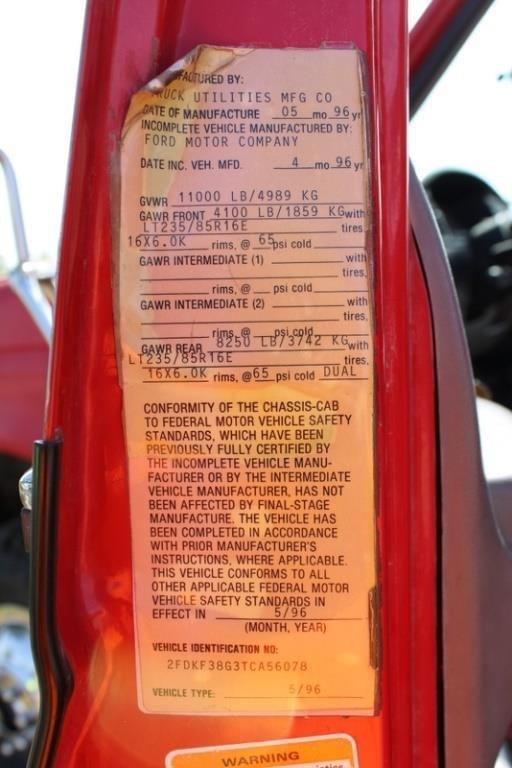 FACTURED BY:
TRUCK UTILITIES MFG CO
DATE OF MANUFACTURE 05 mo 96 yr
INCOMPLETE VEHICLE MANUFACTURED BY:
FORD MOTOR COMPANY
DATE INC. VEH. MFD. 4 mo 96 yr
GVWR 11000 LB/4989 KG
GAWR FRONT 4100 LB/1859 KG with
LT235/85R16E tires,
16X6.0K rims, @ 65 psi cold
GAWR INTERMEDIATE (1) with
tires,
rims, @ psi cold
GAWR INTERMEDIATE (2) with
tires,
rims, @ psi cold
GAWR REAR 8250 LB/3742 KG with
LT235/85R16E tires,
16X6.0K rims, @ 65 psi cold DUAL
CONFORMITY OF THE CHASSIS-CAB
TO FEDERAL MOTOR VEHICLE SAFETY
STANDARDS, WHICH HAVE BEEN
PREVIOUSLY FULLY CERTIFIED BY
THE INCOMPLETE VEHICLE MANU-
FACTURER OR BY THE INTERMEDIATE
VEHICLE MANUFACTURER, HAS NOT
BEEN AFFECTED BY FINAL-STAGE
MANUFACTURE. THE VEHICLE HAS
BEEN COMPLETED IN ACCORDANCE
WITH PRIOR MANUFACTURER'S
INSTRUCTIONS, WHERE APPLICABLE.
THIS VEHICLE CONFORMS TO ALL
OTHER APPLICABLE FEDERAL MOTOR
VEHICLE SAFETY STANDARDS IN
EFFECT IN 5/96
(MONTH, YEAR)
VEHICLE IDENTIFICATION NO:
2FDKF38G3TCA56078
VEHICLE TYPE: 5/96
WARNING